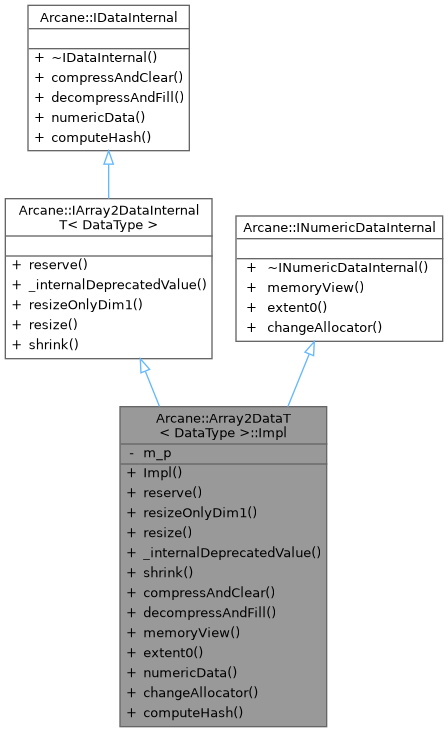 Arcane::IDataInternal
+ ~IDataInternal()
+ compressAndClear()
+ decompressAndFill()
+ numericData()
+ computeHash()
Arcane::IArray2DataInternal
T< DataType >
+ reserve()
+ _internalDeprecatedValue()
+ resizeOnlyDim1()
+ resize()
+ shrink()
Arcane::INumericDataInternal
+ ~INumericDataInternal()
+ memoryView()
+ extent0()
+ changeAllocator()
Arcane::Array2DataT
< DataType >::Impl
- m_p
+ Impl()
+ reserve()
+ resizeOnlyDim1()
+ resize()
+ _internalDeprecatedValue()
+ shrink()
+ compressAndClear()
+ decompressAndFill()
+ memoryView()
+ extent0()
+ numericData()
+ changeAllocator()
+ computeHash()